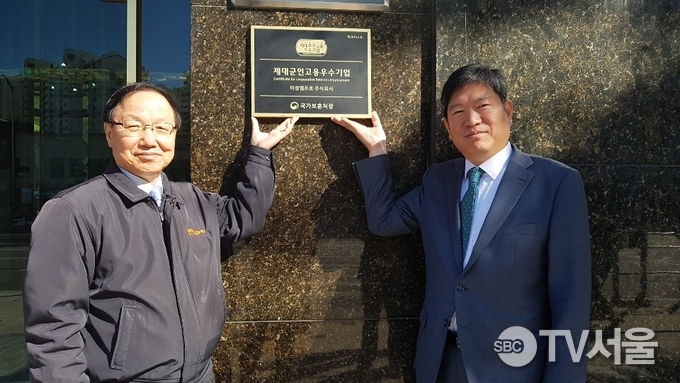 제대군인고용우수기업
Certificate for cooperative Veterans Employment
미성엠프로 주식회사
국가보훈처장
SBC TV서울